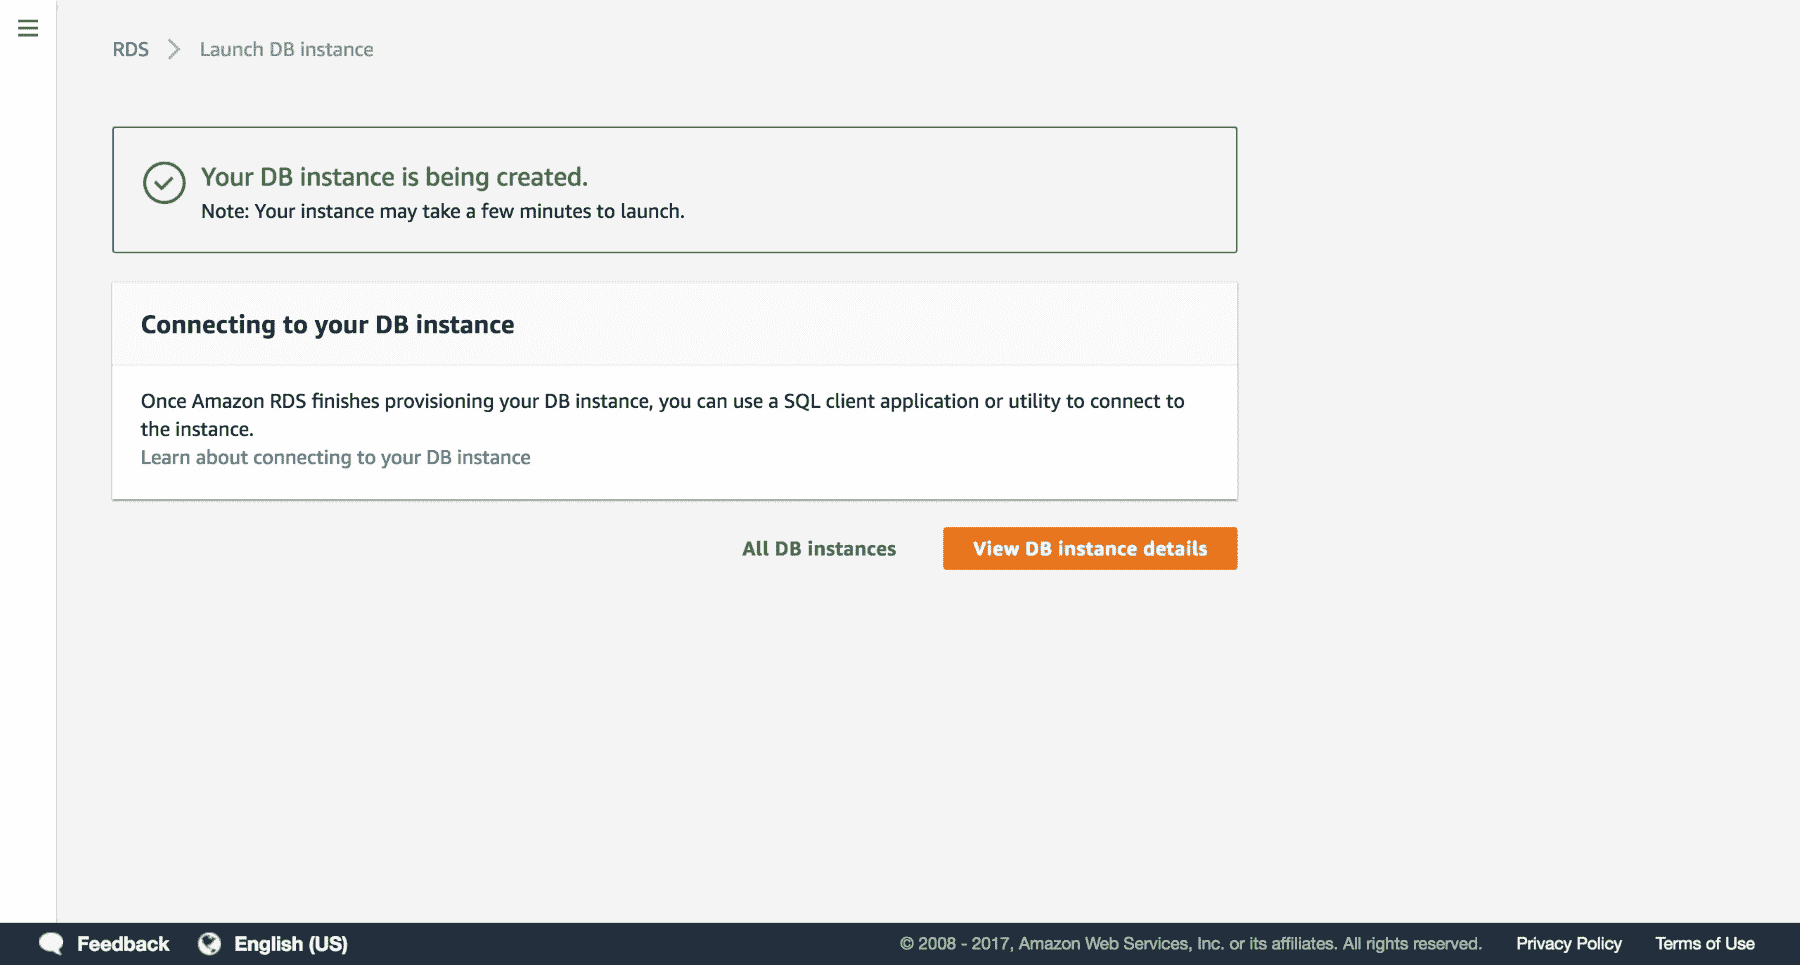 RDS Launch DB instance
Your DB instance is being created.
Note: Your instance may take a few minutes to launch.
Connecting to your DB instance
Once Amazon RDS finishes provisioning your DB instance, you can use a SQL client application or utility to connect to
the instance.
Learn about connecting to your DB instance
All DB instances View DB instance details
Feedback English (US) © 2008 - 2017, Amazon Web Services, Inc. or its affiliates. All rights reserved. Privacy Policy Terms of Use